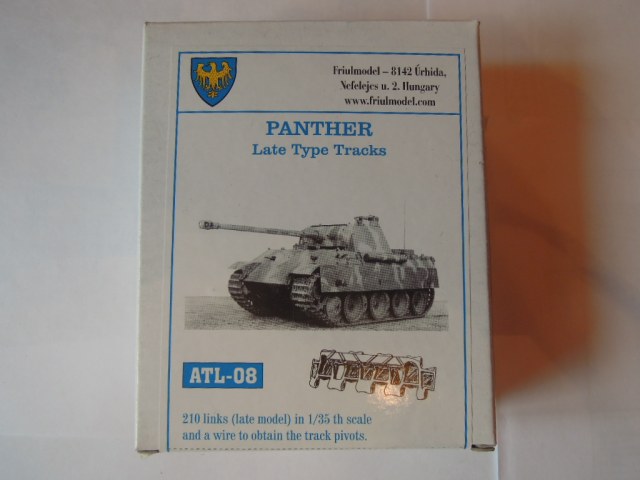 Friulmodel – 8142 Úrhida,
Nefelejcs u. 2. Hungary
www.friulmodel.com
PANTHER
Late Type Tracks
ATL-08
210 links (late model) in 1/35 th scale
and a wire to obtain the track pivots.